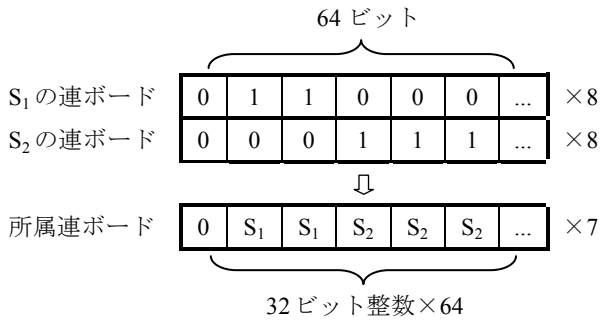 64 ビット
S₁の連ボード 0 1 1 0 0 0 ... ×8
S₂の連ボード 0 0 0 1 1 1 ... ×8
⇩
所属連ボード 0 S₁ S₁ S₂ S₂ S₂ ... ×7
32 ビット整数×64